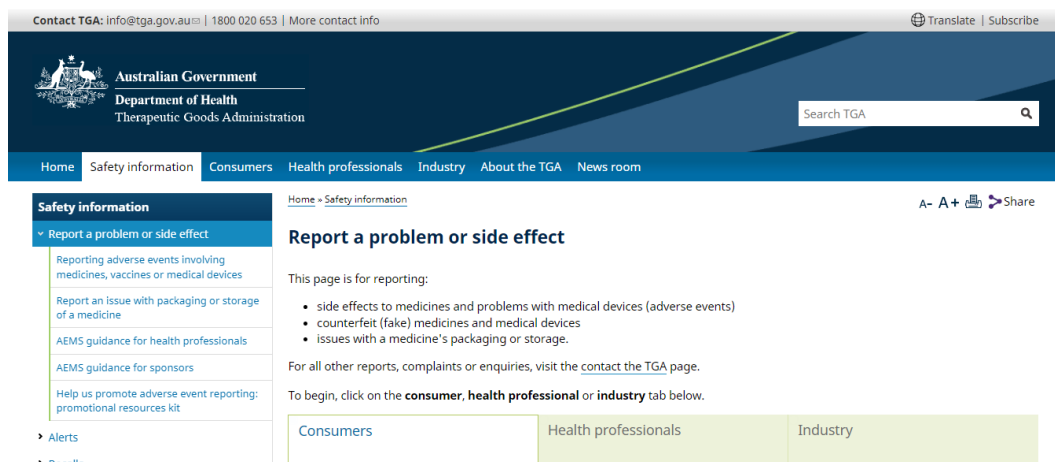 Contact TGA: info@tga.gov.au | 1800 020 653 | More contact info
Translate | Subscribe
Australian Government
Department of Health
Therapeutic Goods Administration
Search TGA
Home Safety information Consumers Health professionals Industry About the TGA News room
Safety information
Report a problem or side effect
Reporting adverse events involving
medicines, vaccines or medical devices
Report an issue with packaging or storage
of a medicine
AEMS guidance for health professionals
AEMS guidance for sponsors
Help us promote adverse event reporting:
promotional resources kit
Alerts
Home » Safety information
A- A+ Share
Report a problem or side effect
This page is for reporting:
• side effects to medicines and problems with medical devices (adverse events)
• counterfeit (fake) medicines and medical devices
• issues with a medicine's packaging or storage.
For all other reports, complaints or enquiries, visit the contact the TGA page.
To begin, click on the consumer, health professional or industry tab below.
Consumers Health professionals Industry